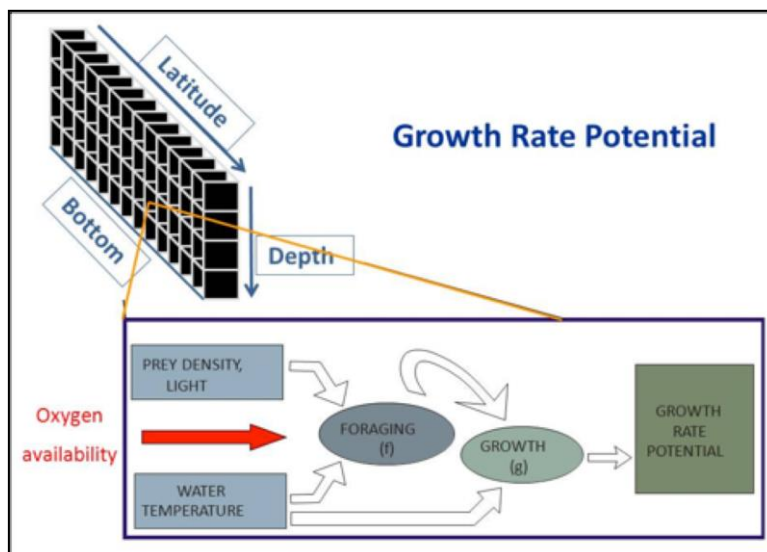 Latitude
Growth Rate Potential
Bottom
Depth
PREY DENSITY,
LIGHT
Oxygen
availability
FORAGING
(f)
GROWTH
(g)
GROWTH
RATE
POTENTIAL
WATER
TEMPERATURE